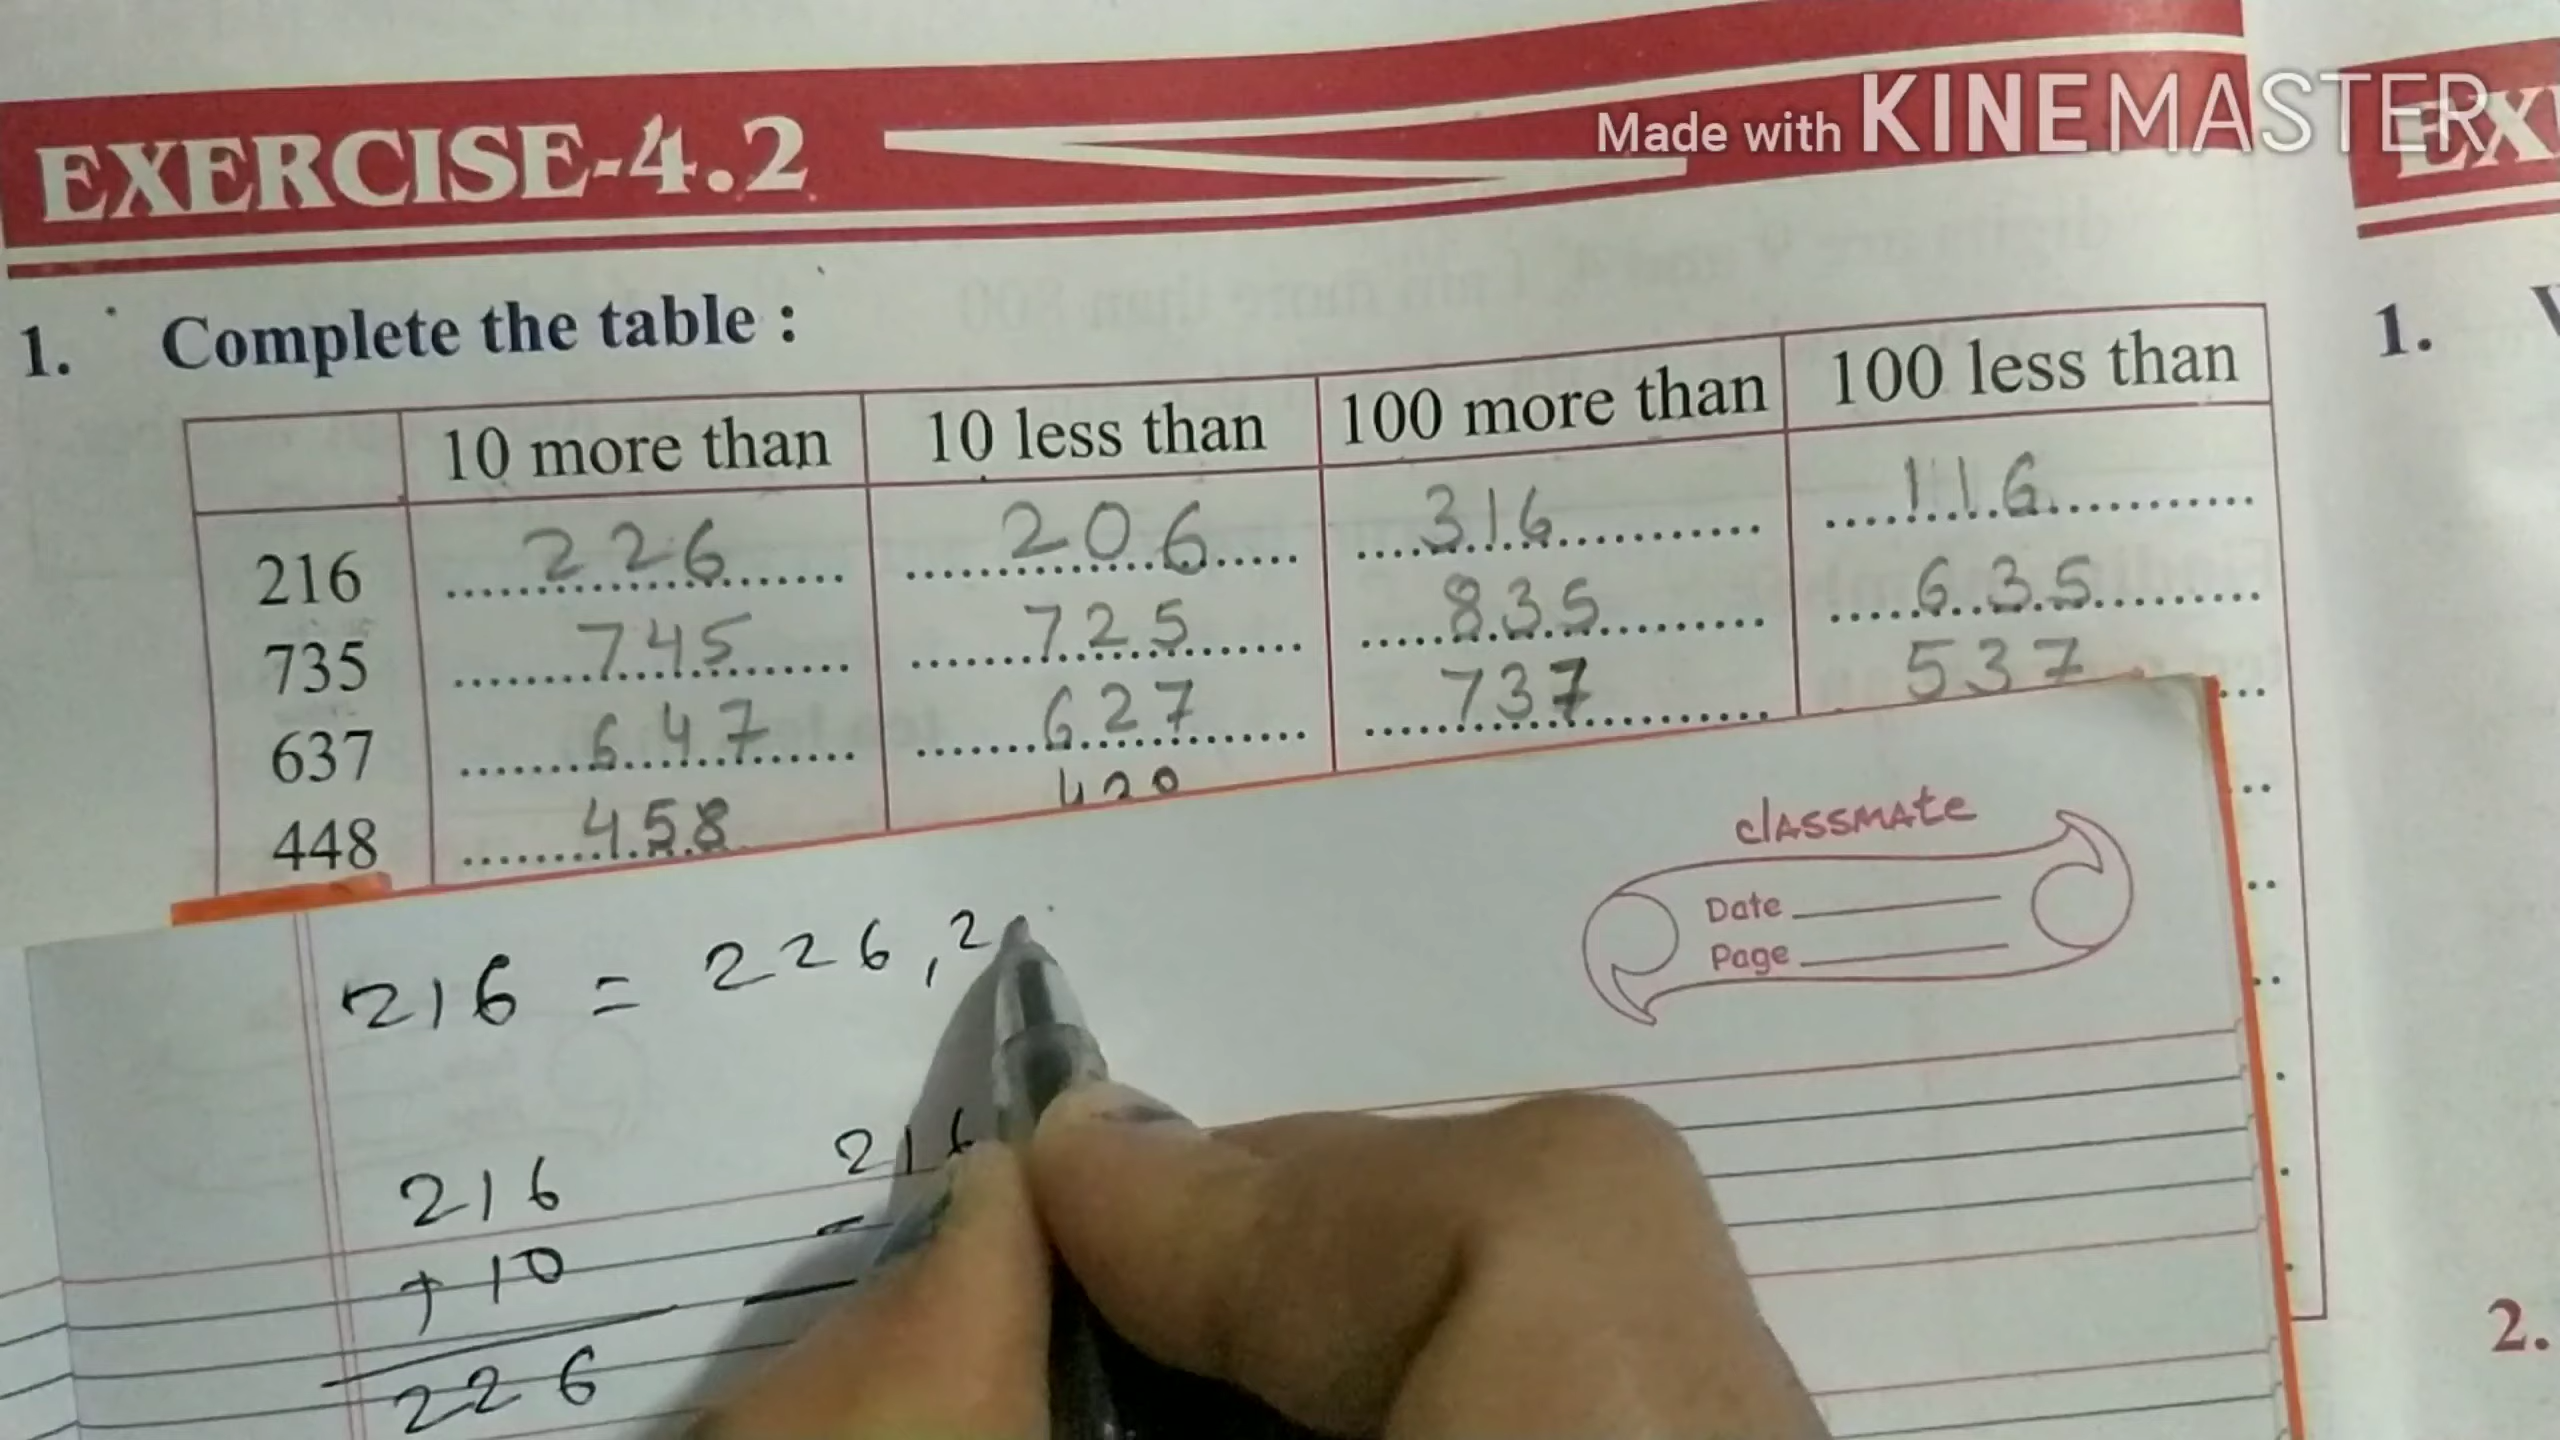 Made with KINEMASTER
EXERCISE-4.2
1. Complete the table :
10 more than 10 less than 100 more than 100 less than
216 226 206 316 116
735 745 725 835 635
637 647 627 737 537
448 458
classmate
Date
Page
216 = 226, 2
216 216
+ 10 -
226
1.
2.